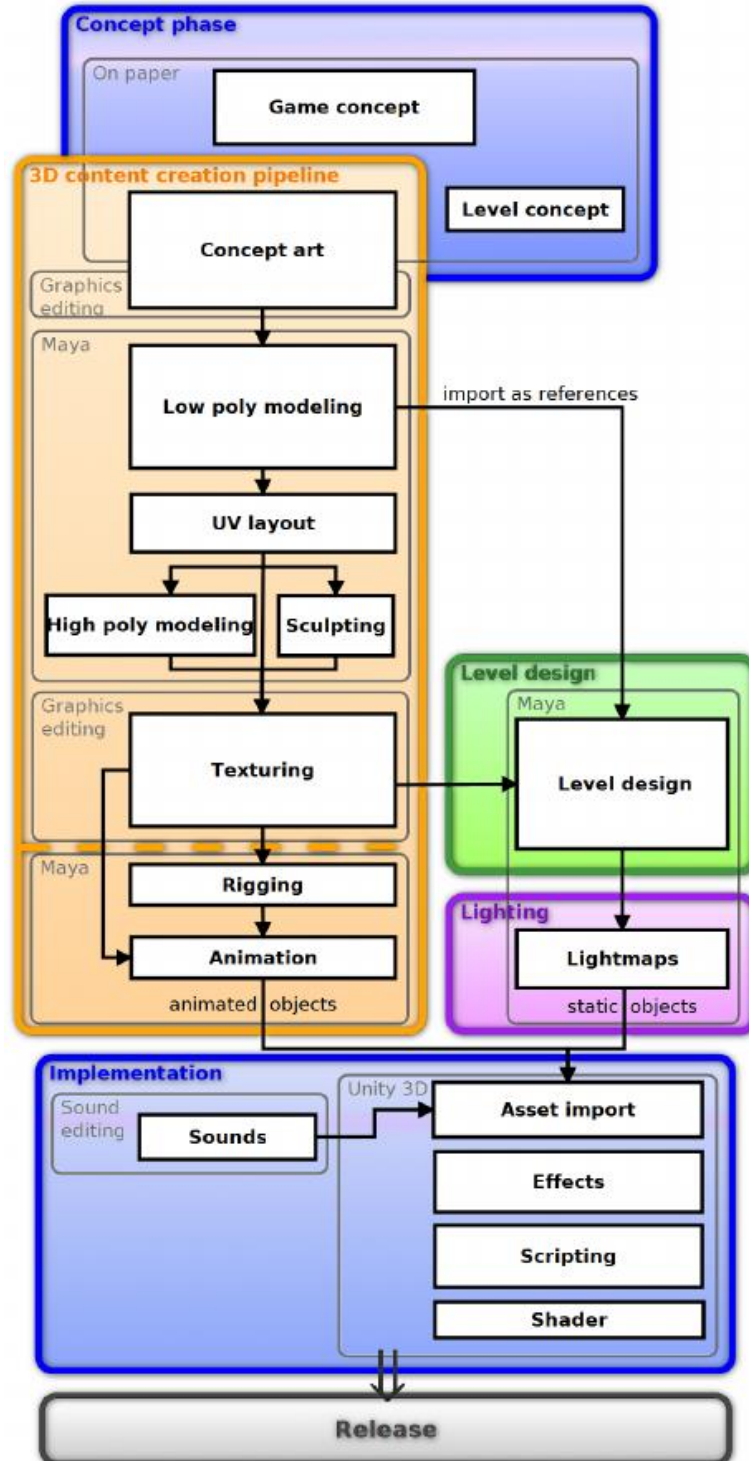 Concept phase
On paper
Game concept
3D content creation pipeline
Level concept
Concept art
Graphics
editing
Maya
Low poly modeling
import as references
UV layout
High poly modeling
Sculpting
Level design
Graphics
editing
Maya
Texturing
Level design
Maya
Rigging
Lighting
Animation
Lightmaps
animated objects
static objects
Implementation
Unity 3D
Sound
editing
Asset import
Sounds
Effects
Scripting
Shader
Release